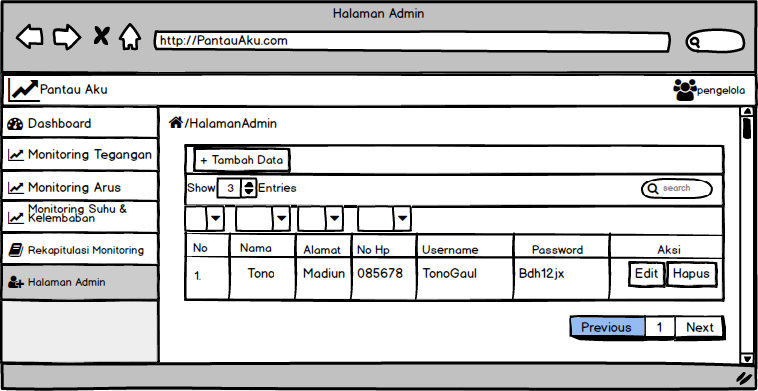 Halaman Admin
http://PantauAku.com
Pantau Aku
pengelola
Dashboard
Monitoring Tegangan
Monitoring Arus
Monitoring Suhu &
Kelembaban
Rekapitulasi Monitoring
Halaman Admin
/HalamanAdmin
+ Tambah Data
Show 3 Entries
search
No Nama Alamat No Hp Username Password Aksi
1. Tono Madiun 085678 TonoGaul Bdh12jx Edit Hapus
Previous 1 Next